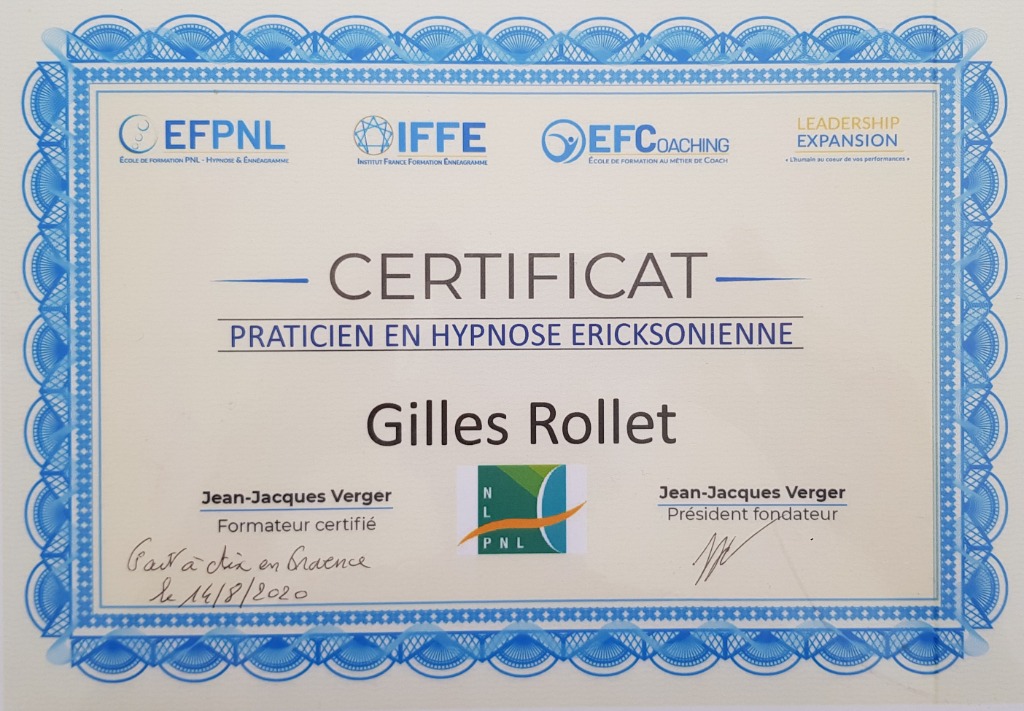 EFPNL
École de formation PNL - Hypnose & Ennéagramme
IFFE
Institut France Formation Enneagramme
EFCoaching
École de formation au métier de Coach
LEADERSHIP
EXPANSION
• L'humain au coeur de vos performances •
CERTIFICAT
PRATICIEN EN HYPNOSE ERICKSONIENNE
Gilles Rollet
Jean-Jacques Verger
Formateur certifié
N
L
PNL
Jean-Jacques Verger
Président fondateur
Fait à Aix en Provence
le 14/8/2020